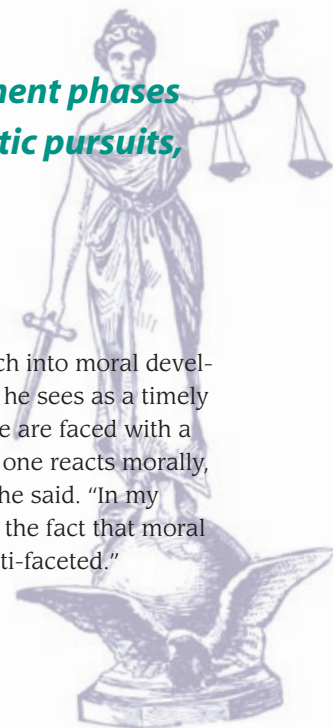 ment phases
tic pursuits,
ch into moral devel-
he sees as a timely
e are faced with a
one reacts morally,
he said. “In my
the fact that moral
ti-faceted.”